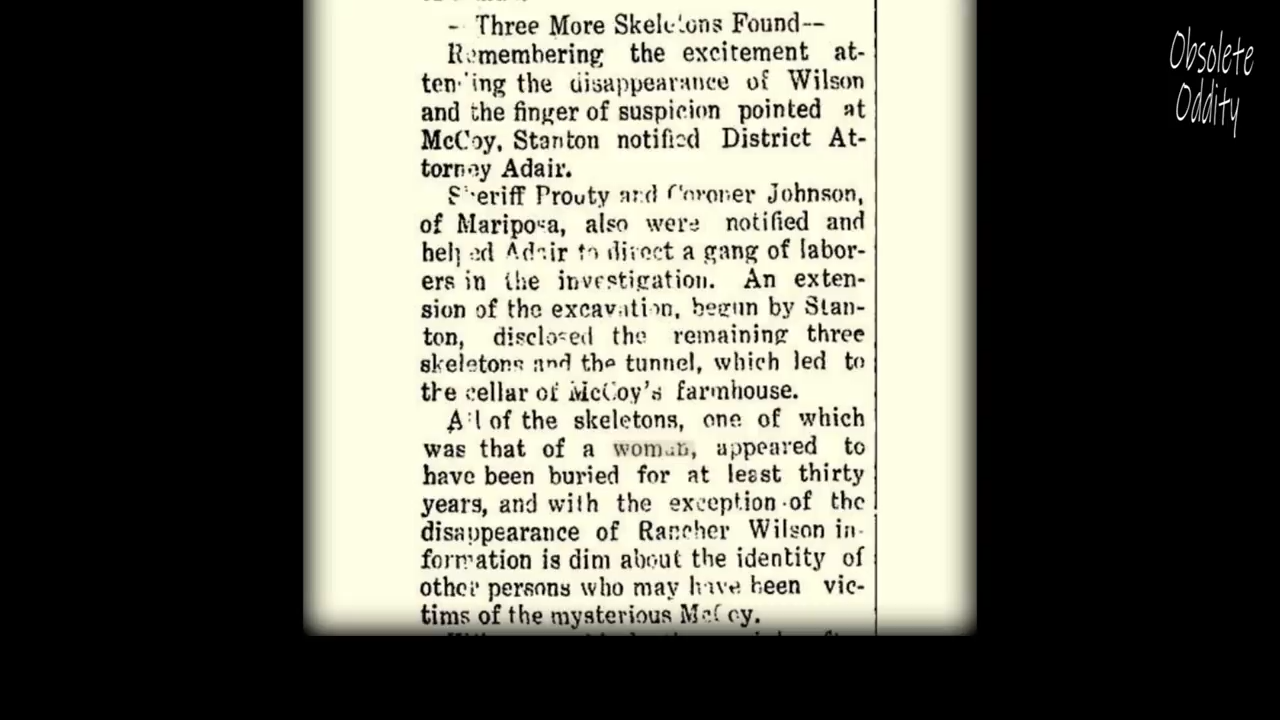 - Three More Skeletons Found--
Remembering the excitement at-
tending the disappearance of Wilson
and the finger of suspicion pointed at
McCoy, Stanton notified District At-
torney Adair.
Sheriff Prouty and Coroner Johnson,
of Mariposa, also were notified and
helped Adair to direct a gang of labor-
ers in the investigation. An exten-
sion of the excavation, begun by Stan-
ton, disclosed the remaining three
skeletons and the tunnel, which led to
the cellar of McCoy's farmhouse.
All of the skeletons, one of which
was that of a woman, appeared to
have been buried for at least thirty
years, and with the exception of the
disappearance of Rancher Wilson in-
formation is dim about the identity of
other persons who may have been vic-
tims of the mysterious McCoy.
Obsolete
Oddity